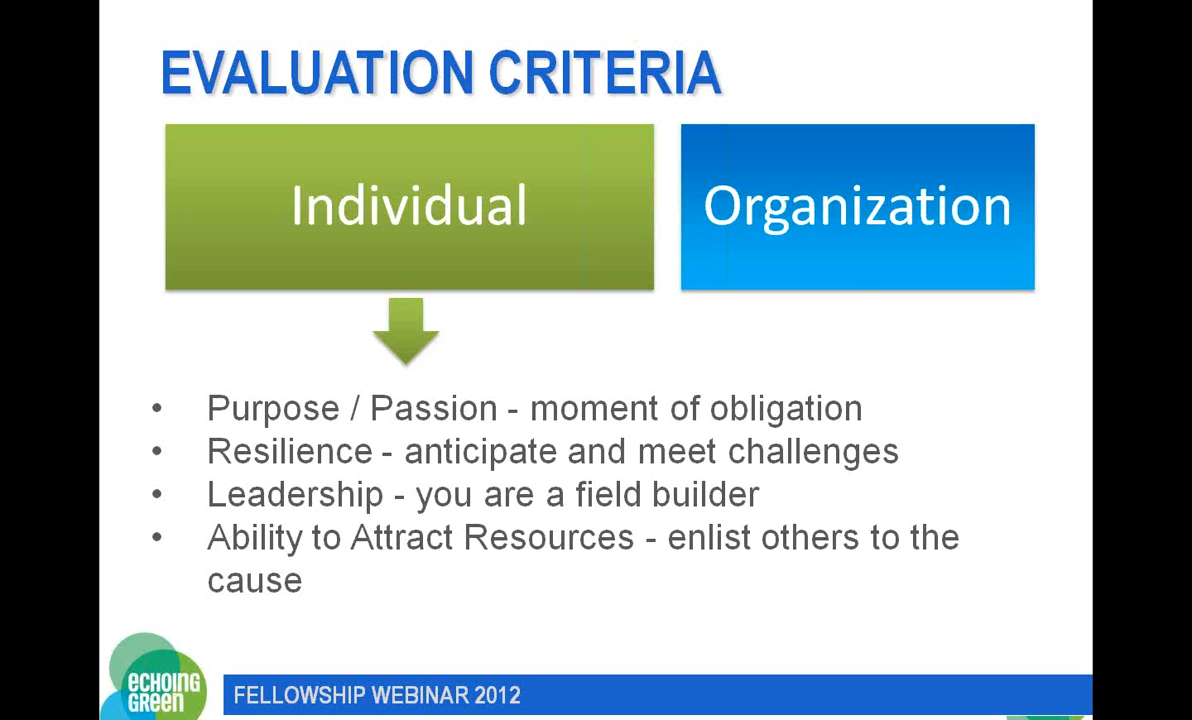 EVALUATION CRITERIA
Individual
Organization
• Purpose / Passion - moment of obligation
• Resilience - anticipate and meet challenges
• Leadership - you are a field builder
• Ability to Attract Resources - enlist others to the
cause
echoing
green
FELLOWSHIP WEBINAR 2012